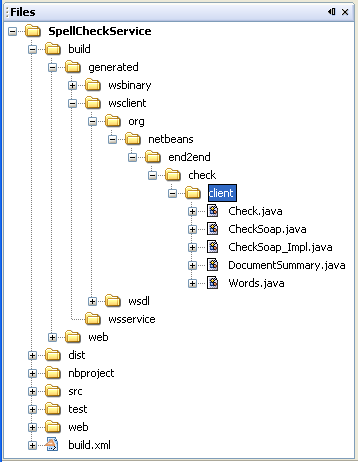 Files
SpellCheckService
build
generated
wsbinary
wsclient
org
netbeans
end2end
check
client
Check.java
CheckSoap.java
CheckSoap_Impl.java
DocumentSummary.java
Words.java
wsdl
wsservice
web
dist
nbproject
src
test
web
build.xml